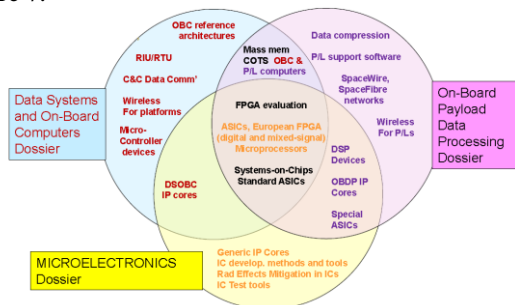 OBC reference
architectures
RIU/RTU
C&C Data Comm'
Wireless
For platforms
Micro-
Controller
devices
Data Systems
and On-Board
Computers
Dossier
Mass mem
COTS OBC &
P/L computers
FPGA evaluation
ASICs, European FPGA
(digital and mixed-signal)
Microprocessors
Systems-on-Chips
Standard ASICs
DSOBC
IP cores
Data compression
P/L support software
SpaceWire,
SpaceFibre
networks
Wireless
For P/Ls
DSP
Devices
OBDP IP
Cores
Special
ASICs
On-Board
Payload
Data
Processing
Dossier
MICROELECTRONICS
Dossier
Generic IP Cores
IC develop. methods and tools
Rad Effects Mitigation in ICs
IC Test tools